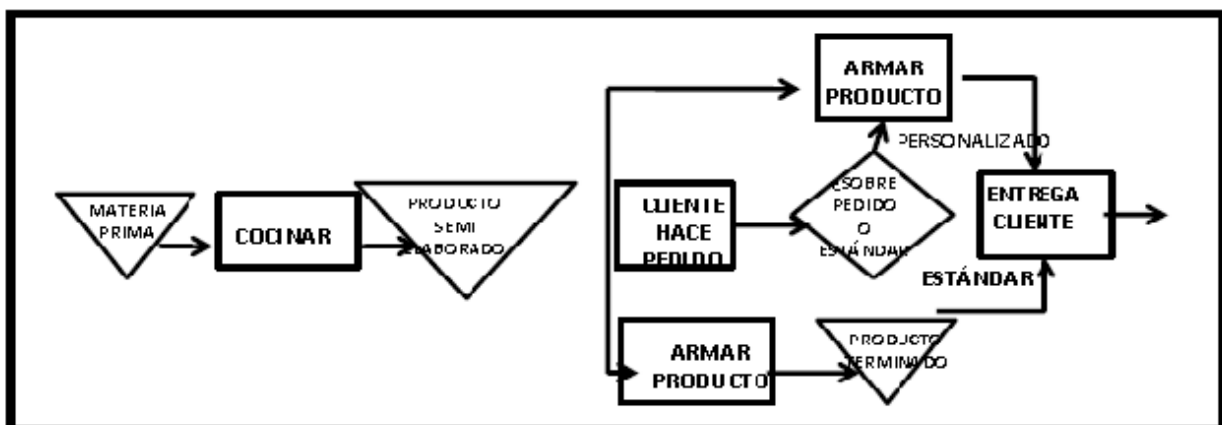 MATERIA
PRIMA
COCINAR
PRODUCTO
SEMI
ELABORADO
ARMAR
PRODUCTO
PERSONALIZADO
CLIENTE
HACE
PEDIDO
¿SOBRE
PEDIDO
O
ESTÁNDAR
ENTREGA
CLIENTE
ESTÁNDAR
ARMAR
PRODUCTO
PRODUCTO
TERMINADO